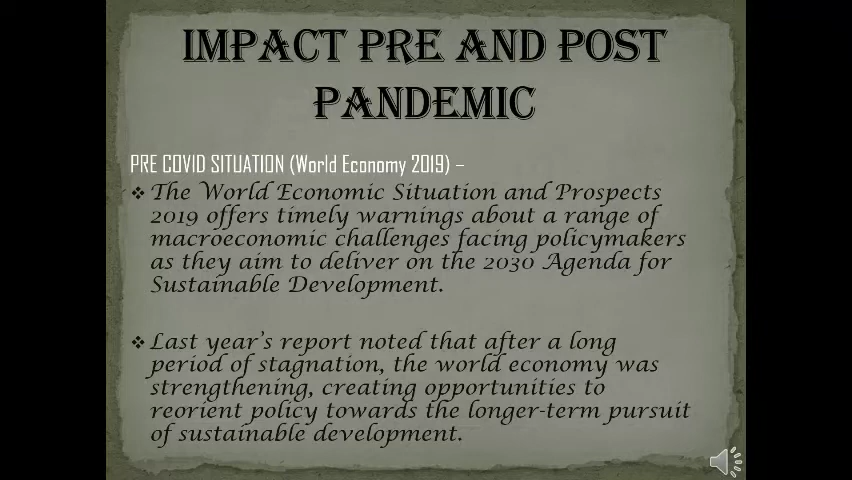 IMPACT PRE AND POST
PANDEMIC
PRE COVID SITUATION (World Economy 2019) –
❖ The World Economic Situation and Prospects
2019 offers timely warnings about a range of
macroeconomic challenges facing policymakers
as they aim to deliver on the 2030 Agenda for
Sustainable Development.
❖ Last year's report noted that after a long
period of stagnation, the world economy was
strengthening, creating opportunities to
reorient policy towards the longer-term pursuit
of sustainable development.